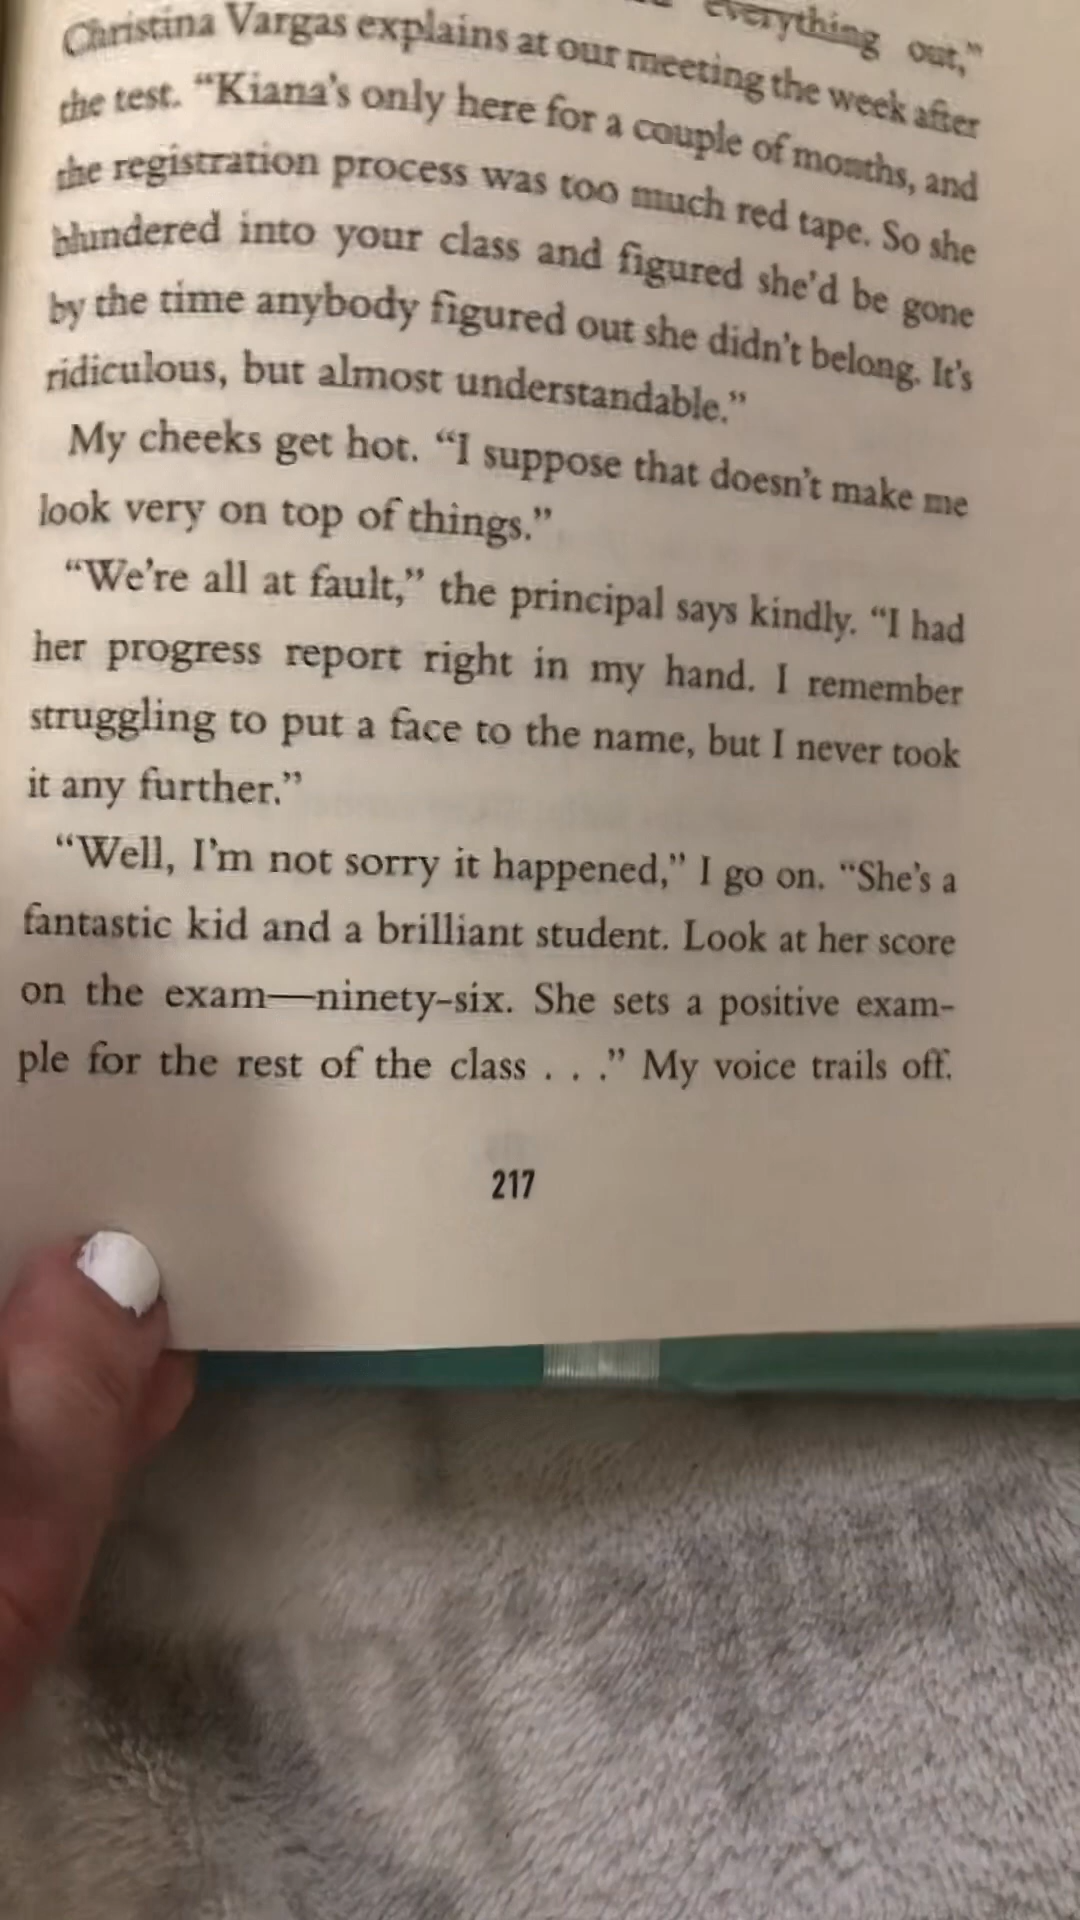 everything out,”
Christina Vargas explains at our meeting the week after
the test. “Kiana’s only here for a couple of months, and
the registration process was too much red tape. So she
blundered into your class and figured she’d be gone
by the time anybody figured out she didn’t belong. It’s
ridiculous, but almost understandable.”
My cheeks get hot. “I suppose that doesn’t make me
look very on top of things.”
“We’re all at fault,” the principal says kindly. “I had
her progress report right in my hand. I remember
struggling to put a face to the name, but I never took
it any further.”
“Well, I’m not sorry it happened,” I go on. “She’s a
fantastic kid and a brilliant student. Look at her score
on the exam—ninety-six. She sets a positive exam-
ple for the rest of the class . . .” My voice trails off.
217